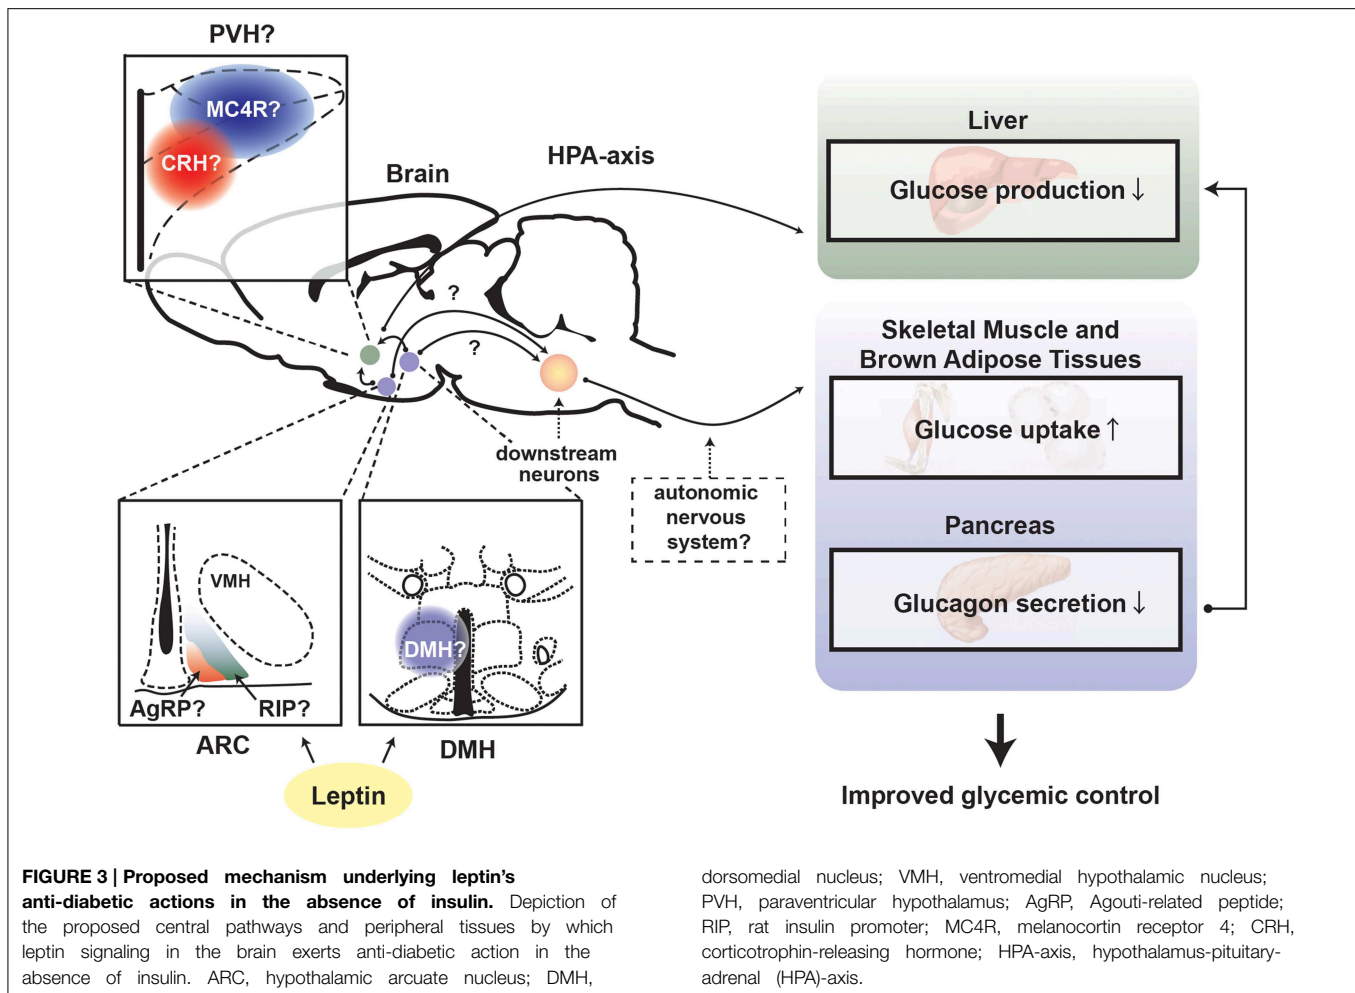 PVH?
MC4R?
CRH?
Brain
HPA-axis
?
?
downstream
neurons
autonomic
nervous
system?
VMH
AgRP?
RIP?
ARC
DMH?
DMH
Leptin
Liver
Glucose production ↓
Skeletal Muscle and
Brown Adipose Tissues
Glucose uptake ↑
Pancreas
Glucagon secretion ↓
Improved glycemic control
FIGURE 3 | Proposed mechanism underlying leptin's
anti-diabetic actions in the absence of insulin. Depiction of
the proposed central pathways and peripheral tissues by which
leptin signaling in the brain exerts anti-diabetic action in the
absence of insulin. ARC, hypothalamic arcuate nucleus; DMH,
dorsomedial nucleus; VMH, ventromedial hypothalamic nucleus;
PVH, paraventricular hypothalamus; AgRP, Agouti-related peptide;
RIP, rat insulin promoter; MC4R, melanocortin receptor 4; CRH,
corticotrophin-releasing hormone; HPA-axis, hypothalamus-pituitary-
adrenal (HPA)-axis.